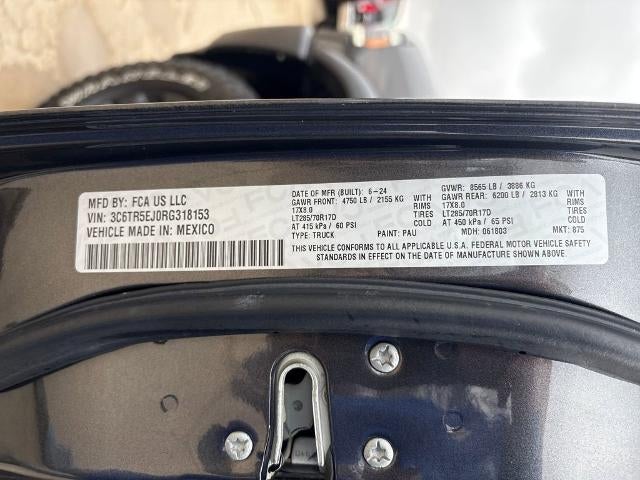 MFD BY: FCA US LLC
VIN: 3C6TR5EJ0RG318153
VEHICLE MADE IN: MEXICO
DATE OF MFR (BUILT): 6-24 GVWR: 8565 LB / 3886 KG
GAWR FRONT: 4750 LB / 2155 KG GAWR REAR: 6200 LB / 2813 KG
17X8.0 RIMS 17X8.0 RIMS
LT285/70R17D TIRES LT285/70R17D TIRES
AT 415 kPa / 60 PSI COLD AT 450 kPa / 65 PSI COLD
TYPE: TRUCK PAINT: PAU MDH: 061803 MKT: 875
THIS VEHICLE CONFORMS TO ALL APPLICABLE U.S.A. FEDERAL MOTOR VEHICLE SAFETY
STANDARDS IN EFFECT ON THE DATE OF MANUFACTURE SHOWN ABOVE.